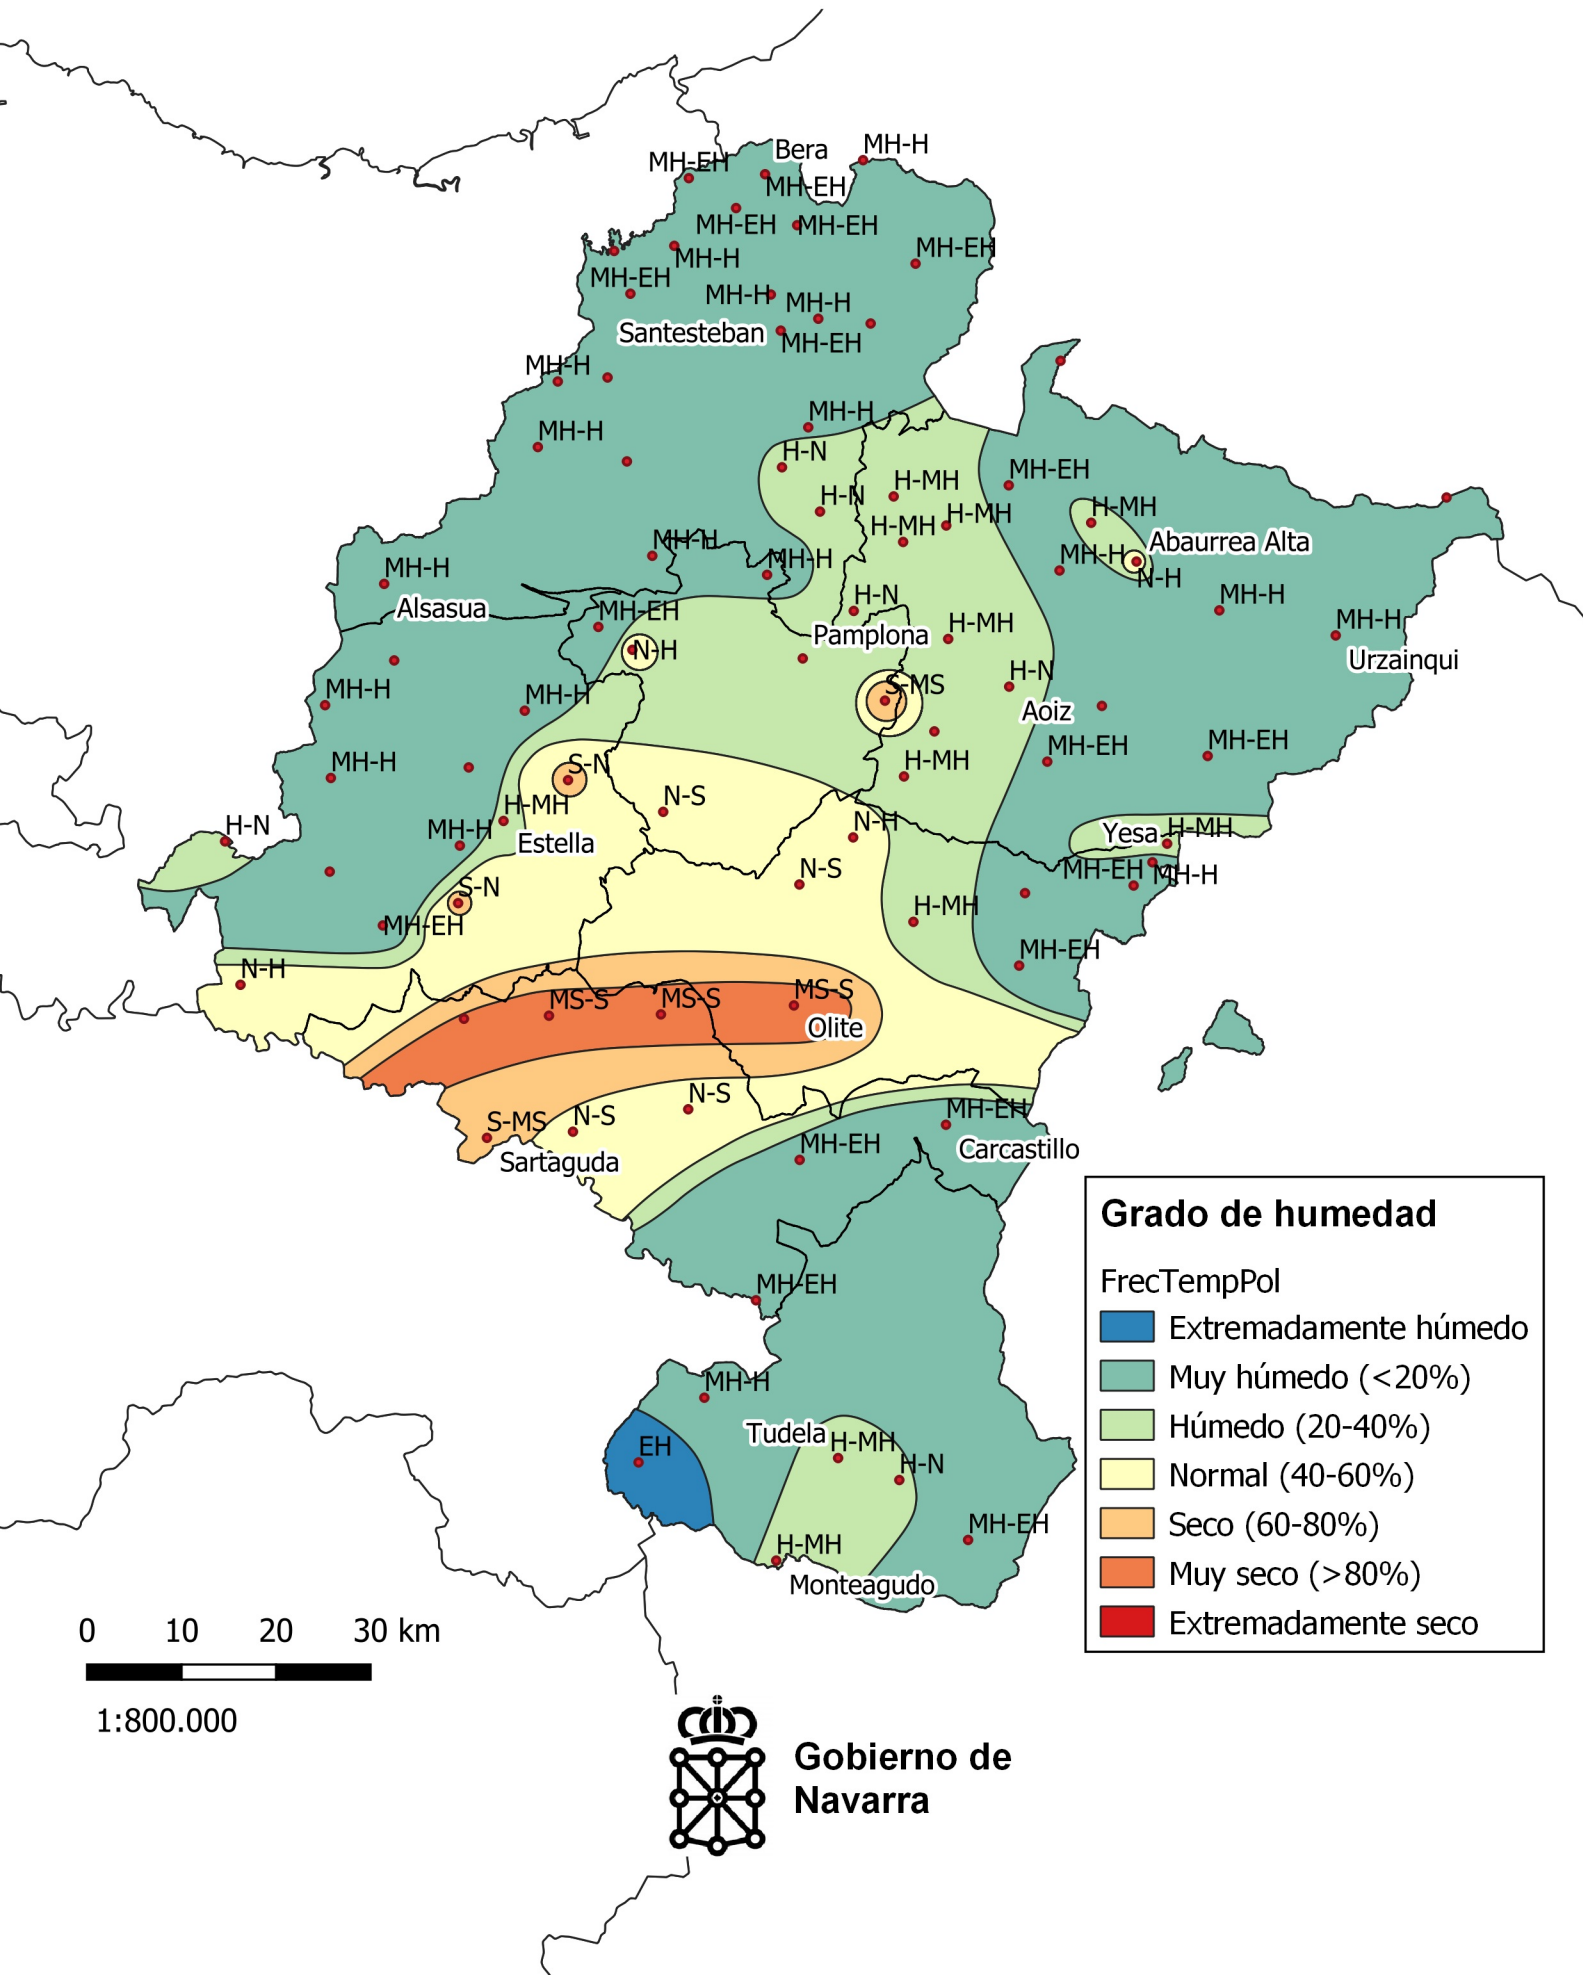 Bera
MH-H
MH-EH
MH-EH
MH-EH
MH-EH
MH-EH
MH-H
MH-EH
MH-H
MH-H
Santesteban
MH-EH
MH-H
MH-H
MH-H
H-N
MH-EH
H-MH
H-N
H-MH
H-MH
H-MH
MH-H
Abaurrea Alta
MH-H
MH-H
MH-H
N-H
Alsasua
H-N
MH-H
MH-EH
H-MH
MH-H
Pamplona
N-H
Urzainqui
H-N
S-MS
MH-H
MH-H
Aoiz
MH-EH
MH-EH
S-N
MH-H
H-MH
N-S
H-MH
N-H
H-N
MH-H
Yesa
H-MH
Estella
N-S
MH-EH
MH-H
S-N
H-MH
MH-EH
MH-EH
N-H
MS-S
MS-S
MS-S
Olite
N-S
MH-EH
S-MS
N-S
MH-EH
Carcastillo
Sartaguda
MH-EH
MH-H
Tudela
H-MH
EH
H-N
MH-EH
H-MH
Monteagudo
Grado de humedad
FrecTempPol
Extremadamente húmedo
Muy húmedo (<20%)
Húmedo (20-40%)
Normal (40-60%)
Seco (60-80%)
Muy seco (>80%)
Extremadamente seco
0 10 20 30 km
1:800.000
Gobierno de
Navarra